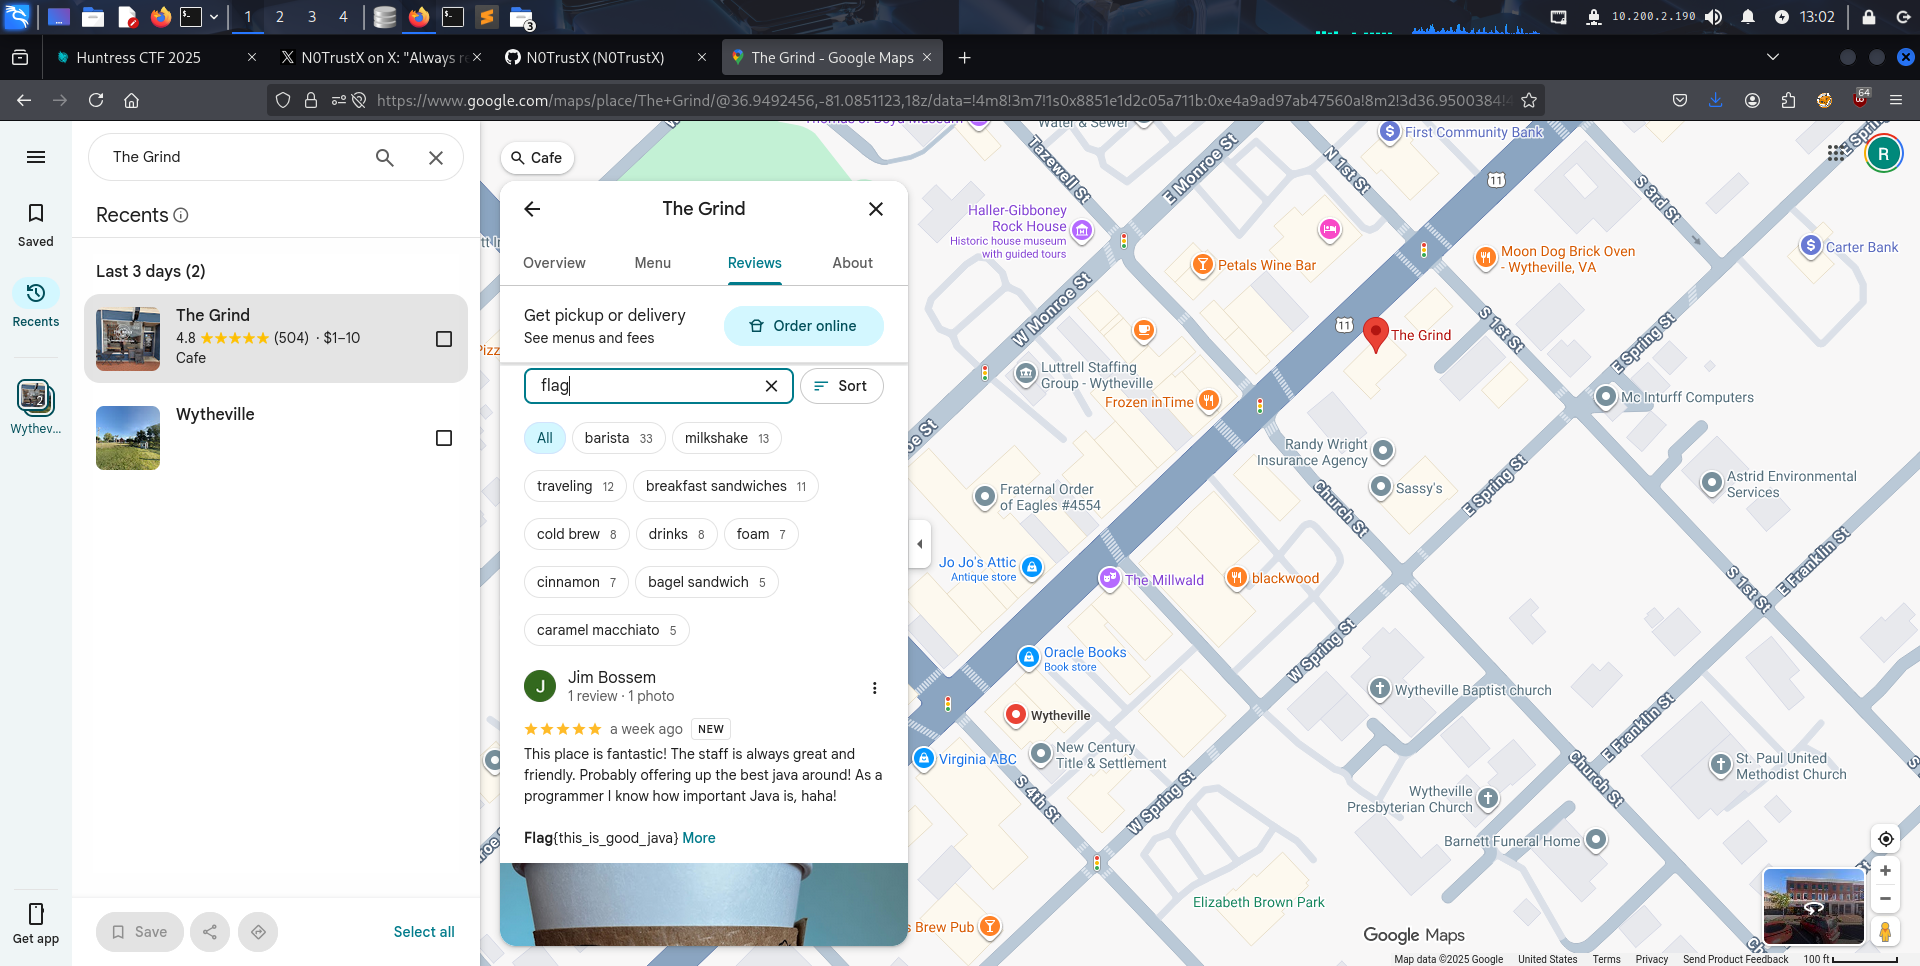 1
2
3
4
3
10.200.2.190
13:02
Huntress CTF 2025
N0TrustX on X: "Always re
N0TrustX (N0TrustX)
The Grind - Google Maps
https://www.google.com/maps/place/The+Grind/@36.9492456,-81.0851123,18z/data=!4m8!3m7!1s0x8851e1d2c05a711b:0xe4a9ad97ab47560a!8m2!3d36.9500384!4
64
Saved
Recents
Wythev...
2
Get app
The Grind
Recents
Last 3 days (2)
The Grind
4.8 (504) · $1–10
Cafe
Wytheville
Save
Select all
Cafe
The Grind
Overview
Menu
Reviews
About
Get pickup or delivery
See menus and fees
Order online
flag
Sort
All
barista 33
milkshake 13
traveling 12
breakfast sandwiches 11
cold brew 8
drinks 8
foam 7
cinnamon 7
bagel sandwich 5
caramel macchiato 5
J
Jim Bossem
1 review · 1 photo
a week ago NEW
This place is fantastic! The staff is always great and
friendly. Probably offering up the best java around! As a
programmer I know how important Java is, haha!
Flag{this_is_good_java} More
Water & Sewer
First Community Bank
R
Tazewell St
E Monroe St
N 1st St
11
S 3rd St
E Spring
Haller-Gibboney
Rock House
Historic house museum
with guided tours
Petals Wine Bar
Moon Dog Brick Oven
- Wytheville, VA
Carter Bank
W Monroe St
11
The Grind
S 1st St
E Spring St
Pizz
Luttrell Staffing
Group - Wytheville
Frozen inTime
Mc Inturff Computers
Randy Wright
Insurance Agency
Sassy's
E Spring St
Astrid Environmental
Services
Fraternal Order
of Eagles #4554
Church St
Jo Jo's Attic
Antique store
The Millwald
blackwood
S 1st St
E Franklin St
Oracle Books
Book store
W Spring St
Wytheville Baptist church
Wytheville
New Century
Title & Settlement
Virginia ABC
E Franklin St
St. Paul United
Methodist Church
S 4th St
W Spring St
Church St
Wytheville
Presbyterian Church
Barnett Funeral Home
Elizabeth Brown Park
s Brew Pub
Google Maps
Map data ©2025 Google
United States
Terms
Privacy
Send Product Feedback
100 ft